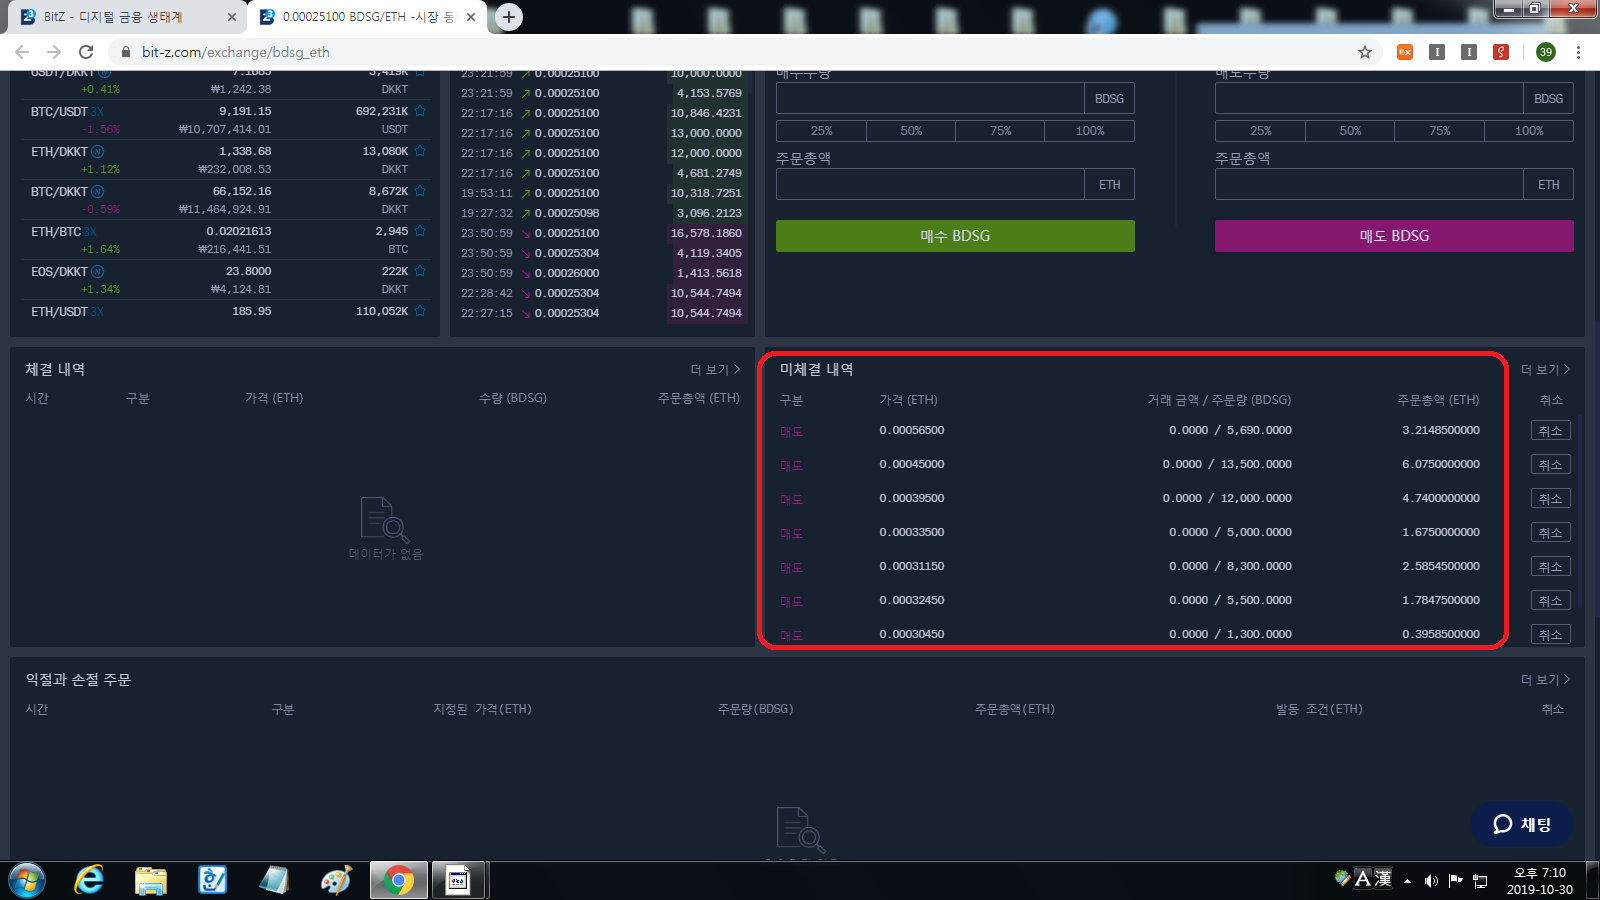 BitZ - 디지털 금융 생태계
0.00025100 BDSG/ETH -시장 동
bit-z.com/exchange/bdsg_eth
39
USDT/DKKT N 7.1685 3,419K
+0.41% ₩1,242.38 DKKT
BTC/USDT 3X 9,191.15 692,231K
-1.56% ₩10,707,414.01 USDT
ETH/DKKT N 1,338.68 13,080K
+1.12% ₩232,008.53 DKKT
BTC/DKKT N 66,152.16 8,672K
-0.59% ₩11,464,924.91 DKKT
ETH/BTC 3X 0.02021613 2,945
+1.64% ₩216,441.51 BTC
EOS/DKKT N 23.8000 222K
+1.34% ₩4,124.81 DKKT
ETH/USDT 3X 185.95 110,052K
23:21:59 0.00025100 10,000.0000
23:21:59 0.00025100 4,153.5769
22:17:16 0.00025100 10,846.4231
22:17:16 0.00025100 13,000.0000
22:17:16 0.00025100 12,000.0000
22:17:16 0.00025100 4,681.2749
19:53:11 0.00025100 10,318.7251
19:27:32 0.00025098 3,096.2123
23:50:59 0.00025100 16,578.1860
23:50:59 0.00025304 4,119.3405
23:50:59 0.00026000 1,413.5618
22:28:42 0.00025304 10,544.7494
22:27:15 0.00025304 10,544.7494
매수수량
BDSG
25% 50% 75% 100%
주문총액
ETH
매수 BDSG
매도수량
BDSG
25% 50% 75% 100%
주문총액
ETH
매도 BDSG
체결 내역 더 보기
시간 구분 가격 (ETH) 수량 (BDSG) 주문총액 (ETH)
데이터가 없음
미체결 내역 더 보기
구분 가격 (ETH) 거래 금액 / 주문량 (BDSG) 주문총액 (ETH) 취소
매도 0.00056500 0.0000 / 5,690.0000 3.2148500000 취소
매도 0.00045000 0.0000 / 13,500.0000 6.0750000000 취소
매도 0.00039500 0.0000 / 12,000.0000 4.7400000000 취소
매도 0.00033500 0.0000 / 5,000.0000 1.6750000000 취소
매도 0.00031150 0.0000 / 8,300.0000 2.5854500000 취소
매도 0.00032450 0.0000 / 5,500.0000 1.7847500000 취소
매도 0.00030450 0.0000 / 1,300.0000 0.3958500000 취소
익절과 손절 주문 더 보기
시간 구분 지정된 가격(ETH) 주문량(BDSG) 주문총액(ETH) 발동 조건(ETH) 취소
채팅
A 漢
오후 7:10
2019-10-30